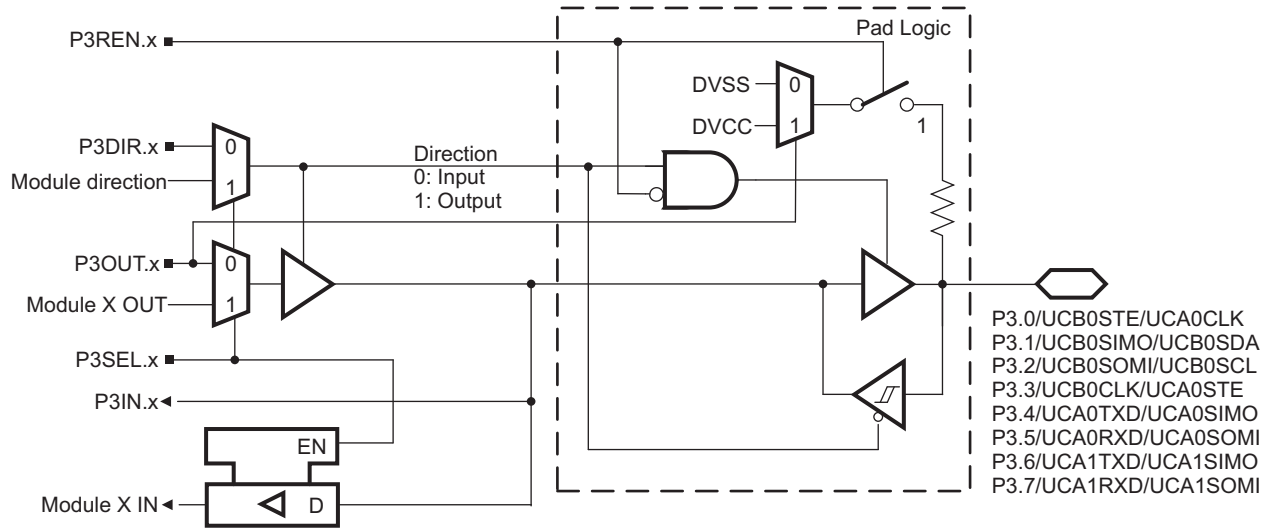 Pad Logic
P3REN.x
DVSS
0
DVCC
1
1
P3DIR.x
0
Module direction
1
Direction
0: Input
1: Output
P3OUT.x
0
Module X OUT
1
P3SEL.x
P3IN.x
EN
Module X IN
D
P3.0/UCB0STE/UCA0CLK
P3.1/UCB0SIMO/UCB0SDA
P3.2/UCB0SOMI/UCB0SCL
P3.3/UCB0CLK/UCA0STE
P3.4/UCA0TXD/UCA0SIMO
P3.5/UCA0RXD/UCA0SOMI
P3.6/UCA1TXD/UCA1SIMO
P3.7/UCA1RXD/UCA1SOMI